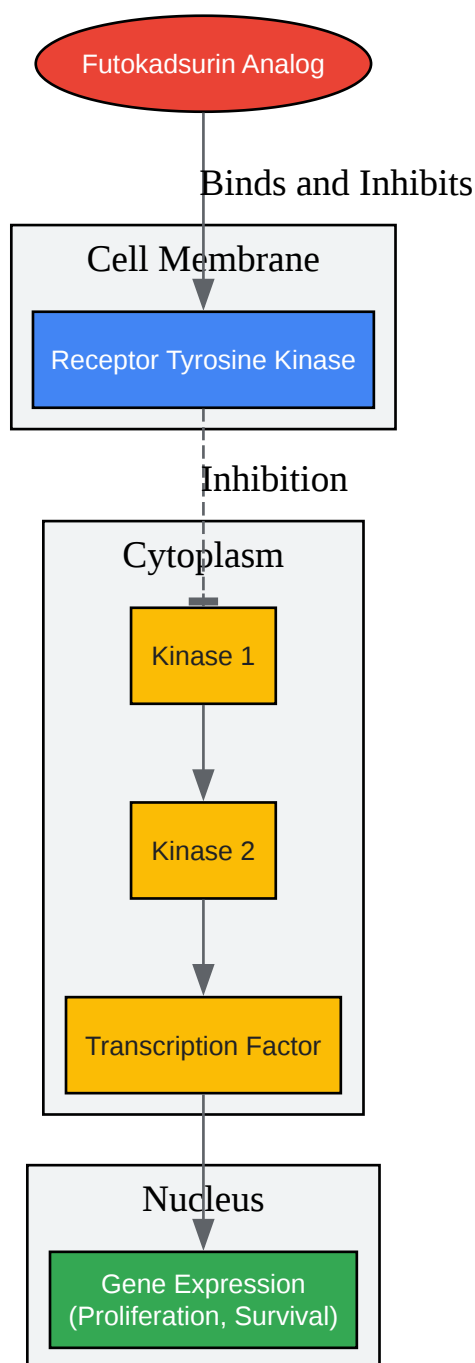 Futokadsurin Analog
Binds and Inhibits
Cell Membrane
Receptor Tyrosine Kinase
Inhibition
Cytoplasm
Kinase 1
Kinase 2
Transcription Factor
Nucleus
Gene Expression
(Proliferation, Survival)